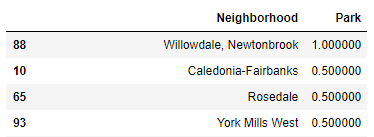 Neighborhood Park
88 Willowdale, Newtonbrook 1.000000
10 Caledonia-Fairbanks 0.500000
65 Rosedale 0.500000
93 York Mills West 0.500000